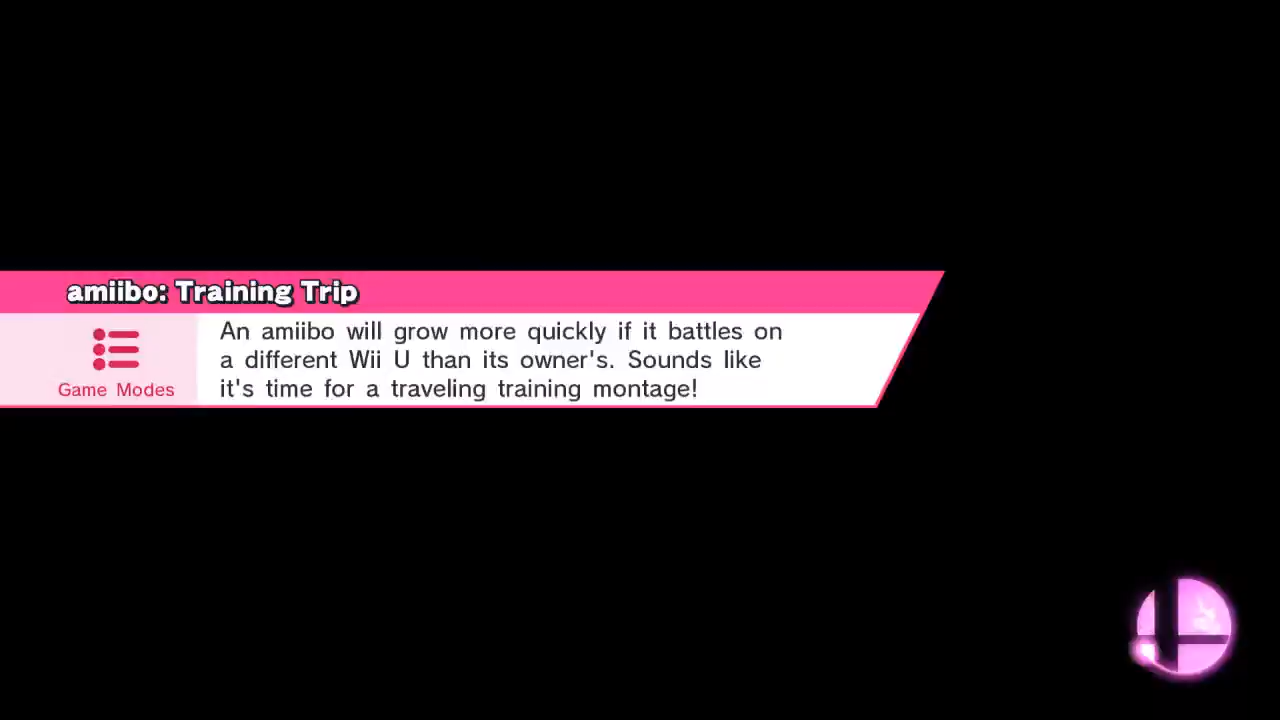 amiibo: Training Trip
An amiibo will grow more quickly if it battles on
a different Wii U than its owner's. Sounds like
it's time for a traveling training montage!
Game Modes